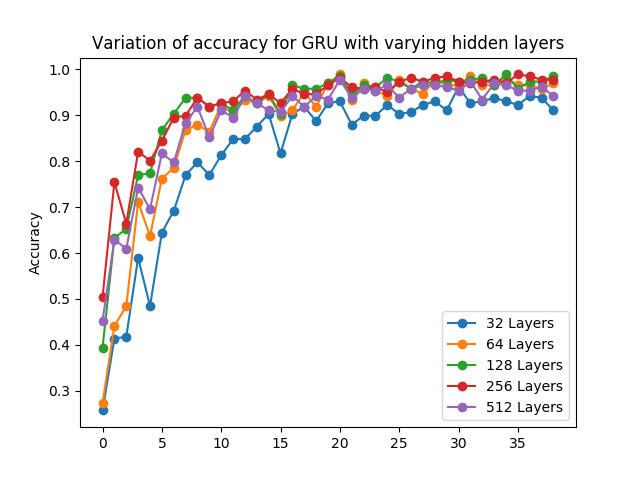 Variation of accuracy for GRU with varying hidden layers
1.0
0.9
0.8
0.7
0.6
0.5
0.4
0.3
Accuracy
0 5 10 15 20 25 30 35
32 Layers
64 Layers
128 Layers
256 Layers
512 Layers